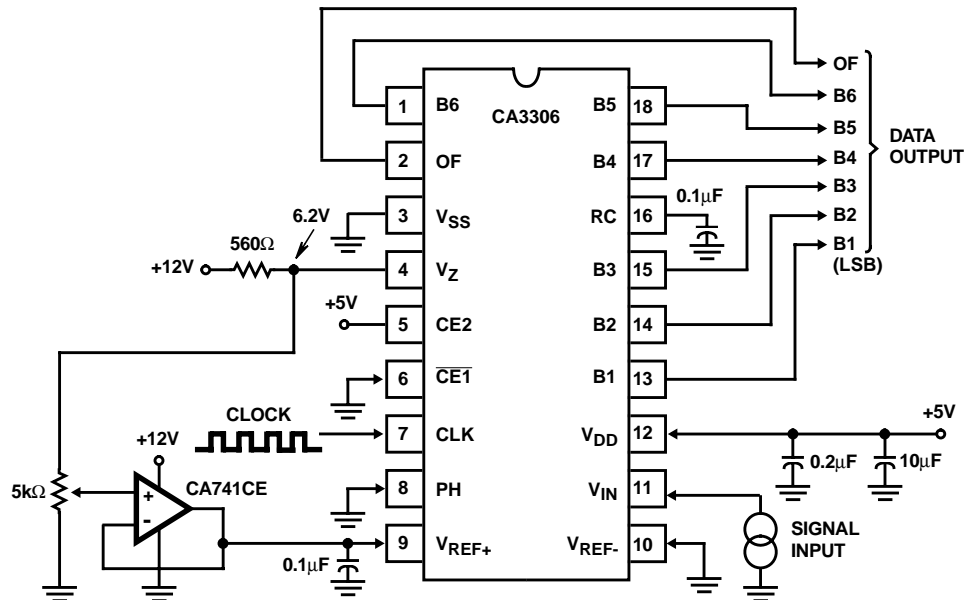 OF
B6
B5
B4
B3
B2
B1
(LSB)
DATA
OUTPUT
CA3306
1 B6
2 OF
3 VSS
4 VZ
5 CE2
6 CE1
7 CLK
8 PH
9 VREF+
B5 18
B4 17
RC 16
B3 15
B2 14
B1 13
VDD 12
VIN 11
VREF- 10
0.1μF
6.2V
560Ω
+12V
+5V
CLOCK
+12V
5kΩ
CA741CE
+
-
0.1μF
+5V
0.2μF
10μF
SIGNAL
INPUT